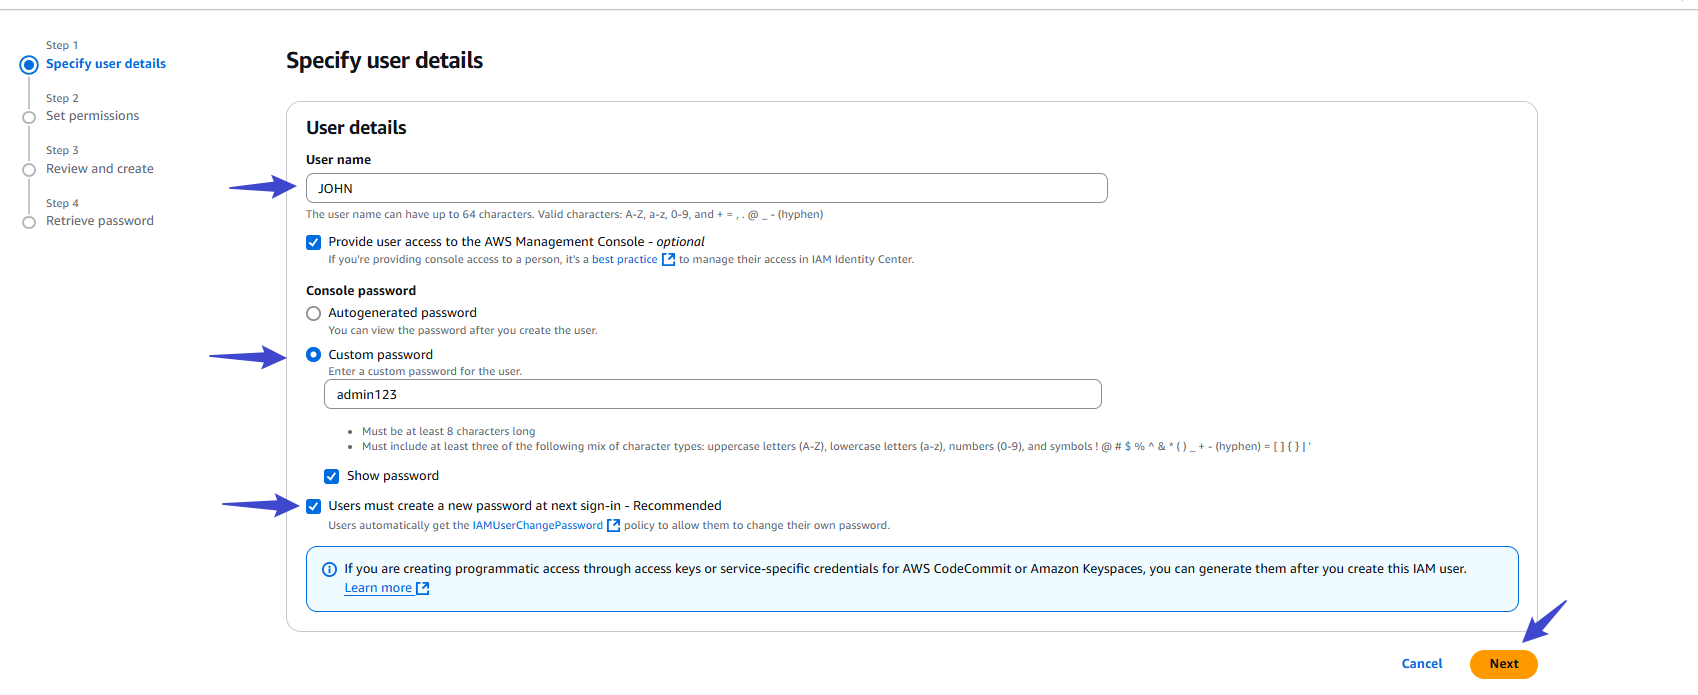 Step 1
Specify user details
Step 2
Set permissions
Step 3
Review and create
Step 4
Retrieve password
Specify user details
User details
User name
JOHN
The user name can have up to 64 characters. Valid characters: A-Z, a-z, 0-9, and + = , . @ _ - (hyphen)
Provide user access to the AWS Management Console - optional
If you're providing console access to a person, it's a best practice to manage their access in IAM Identity Center.
Console password
Autogenerated password
You can view the password after you create the user.
Custom password
Enter a custom password for the user.
admin123
• Must be at least 8 characters long
• Must include at least three of the following mix of character types: uppercase letters (A-Z), lowercase letters (a-z), numbers (0-9), and symbols ! @ # $ % ^ & * ( ) _ + - (hyphen) = [ ] { } | '
Show password
Users must create a new password at next sign-in - Recommended
Users automatically get the IAMUserChangePassword policy to allow them to change their own password.
If you are creating programmatic access through access keys or service-specific credentials for AWS CodeCommit or Amazon Keyspaces, you can generate them after you create this IAM user.
Learn more
Cancel
Next